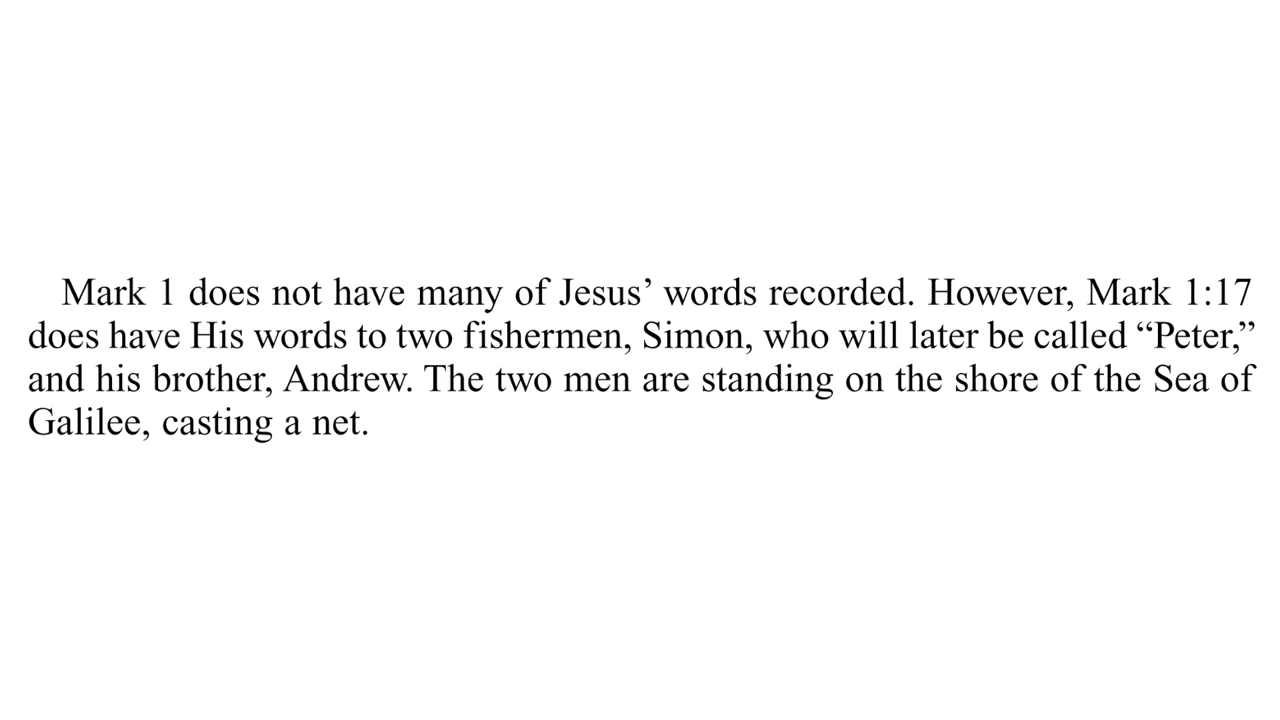 Mark 1 does not have many of Jesus’ words recorded. However, Mark 1:17
does have His words to two fishermen, Simon, who will later be called “Peter,”
and his brother, Andrew. The two men are standing on the shore of the Sea of
Galilee, casting a net.